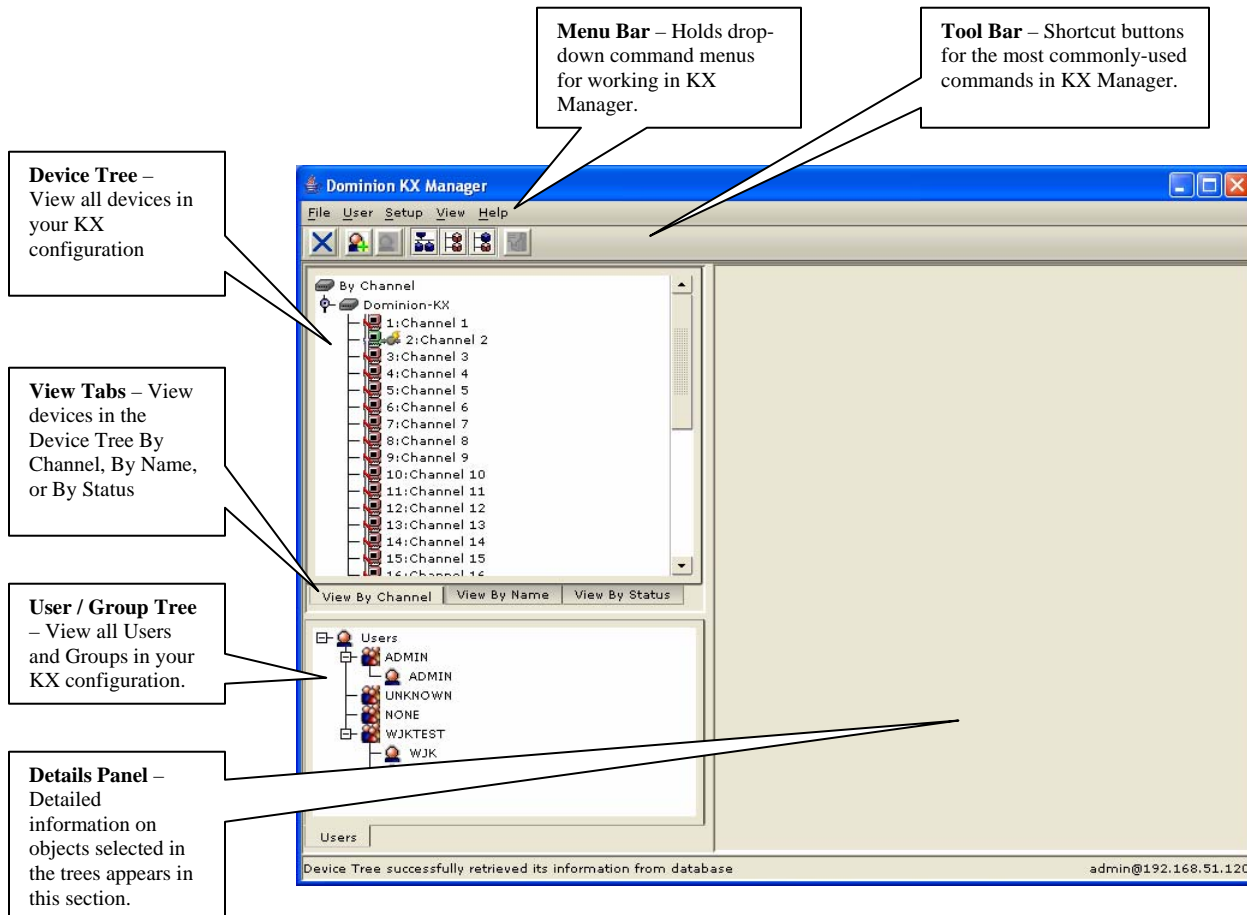 Menu Bar – Holds drop-
down command menus
for working in KX
Manager.
Tool Bar – Shortcut buttons
for the most commonly-used
commands in KX Manager.
Device Tree –
View all devices in
your KX
configuration
View Tabs – View
devices in the
Device Tree By
Channel, By Name,
or By Status
User / Group Tree
– View all Users
and Groups in your
KX configuration.
Details Panel –
Detailed
information on
objects selected in
the trees appears in
this section.
Dominion KX Manager
File User Setup View Help
By Channel
Dominion-KX
1:Channel 1
2:Channel 2
3:Channel 3
4:Channel 4
5:Channel 5
6:Channel 6
7:Channel 7
8:Channel 8
9:Channel 9
10:Channel 10
11:Channel 11
12:Channel 12
13:Channel 13
14:Channel 14
15:Channel 15
16:Channel 16
View By Channel View By Name View By Status
Users
ADMIN
ADMIN
UNKNOWN
NONE
WJKTEST
WJK
Users
Device Tree successfully retrieved its information from database admin@192.168.51.120